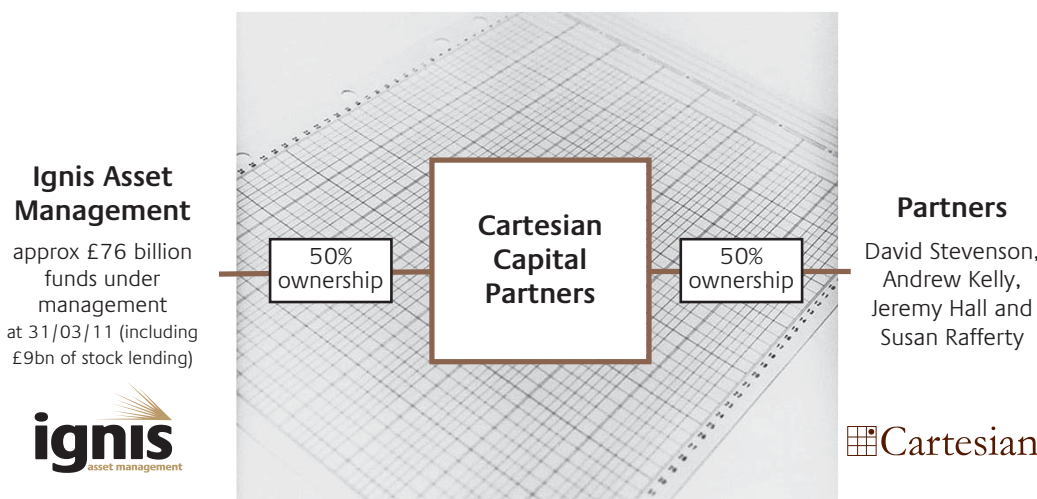 Ignis Asset
Management
approx £76 billion
funds under
management
at 31/03/11 (including
£9bn of stock lending)
ignis
asset management
50%
ownership
Cartesian
Capital
Partners
50%
ownership
Partners
David Stevenson,
Andrew Kelly,
Jeremy Hall and
Susan Rafferty
Cartesian